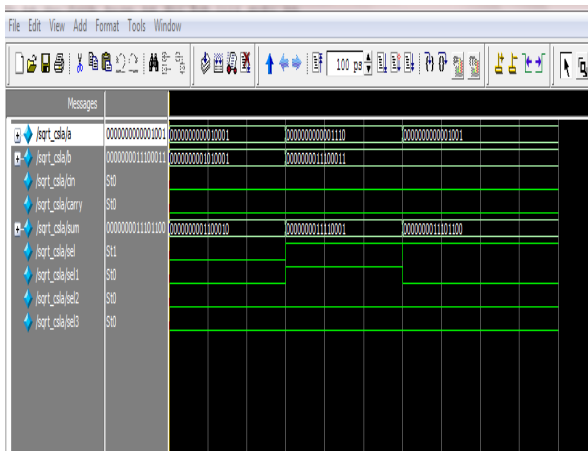 File Edit View Add Format Tools Window
100 ps
Messages
/sqrt_csla/a 0000000000001001 0000000000010001 0000000000001110 0000000000001001
/sqrt_csla/b 0000000011100011 0000000001010001 0000000011100011
/sqrt_csla/cin St0
/sqrt_csla/carry St0
/sqrt_csla/sum 0000000011101100 0000000001100010 0000000011110001 0000000011101100
/sqrt_csla/sel St1
/sqrt_csla/sel1 St0
/sqrt_csla/sel2 St0
/sqrt_csla/sel3 St0